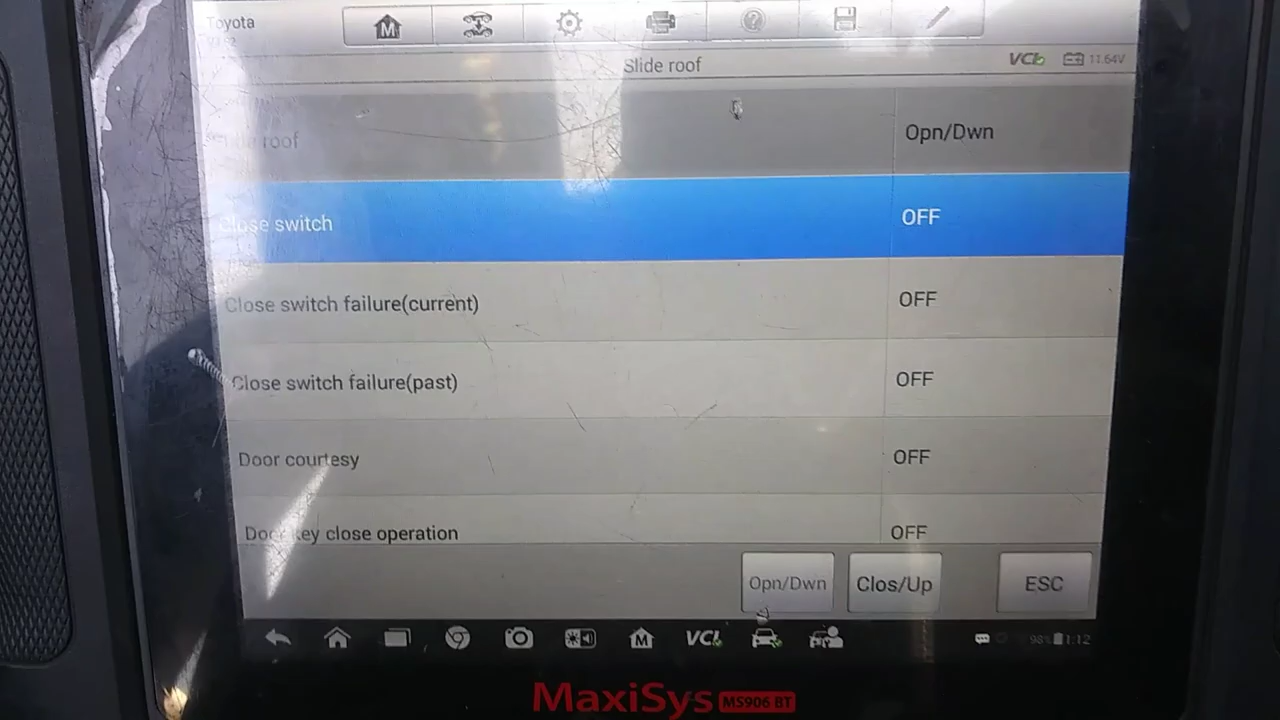 Toyota
Slide roof
VCI 11.64V
roof Opn/Dwn
Close switch OFF
Close switch failure(current) OFF
Close switch failure(past) OFF
Door courtesy OFF
Door key close operation OFF
Opn/Dwn Clos/Up ESC
VCI 98% 1:12
MaxiSys MS906 BT